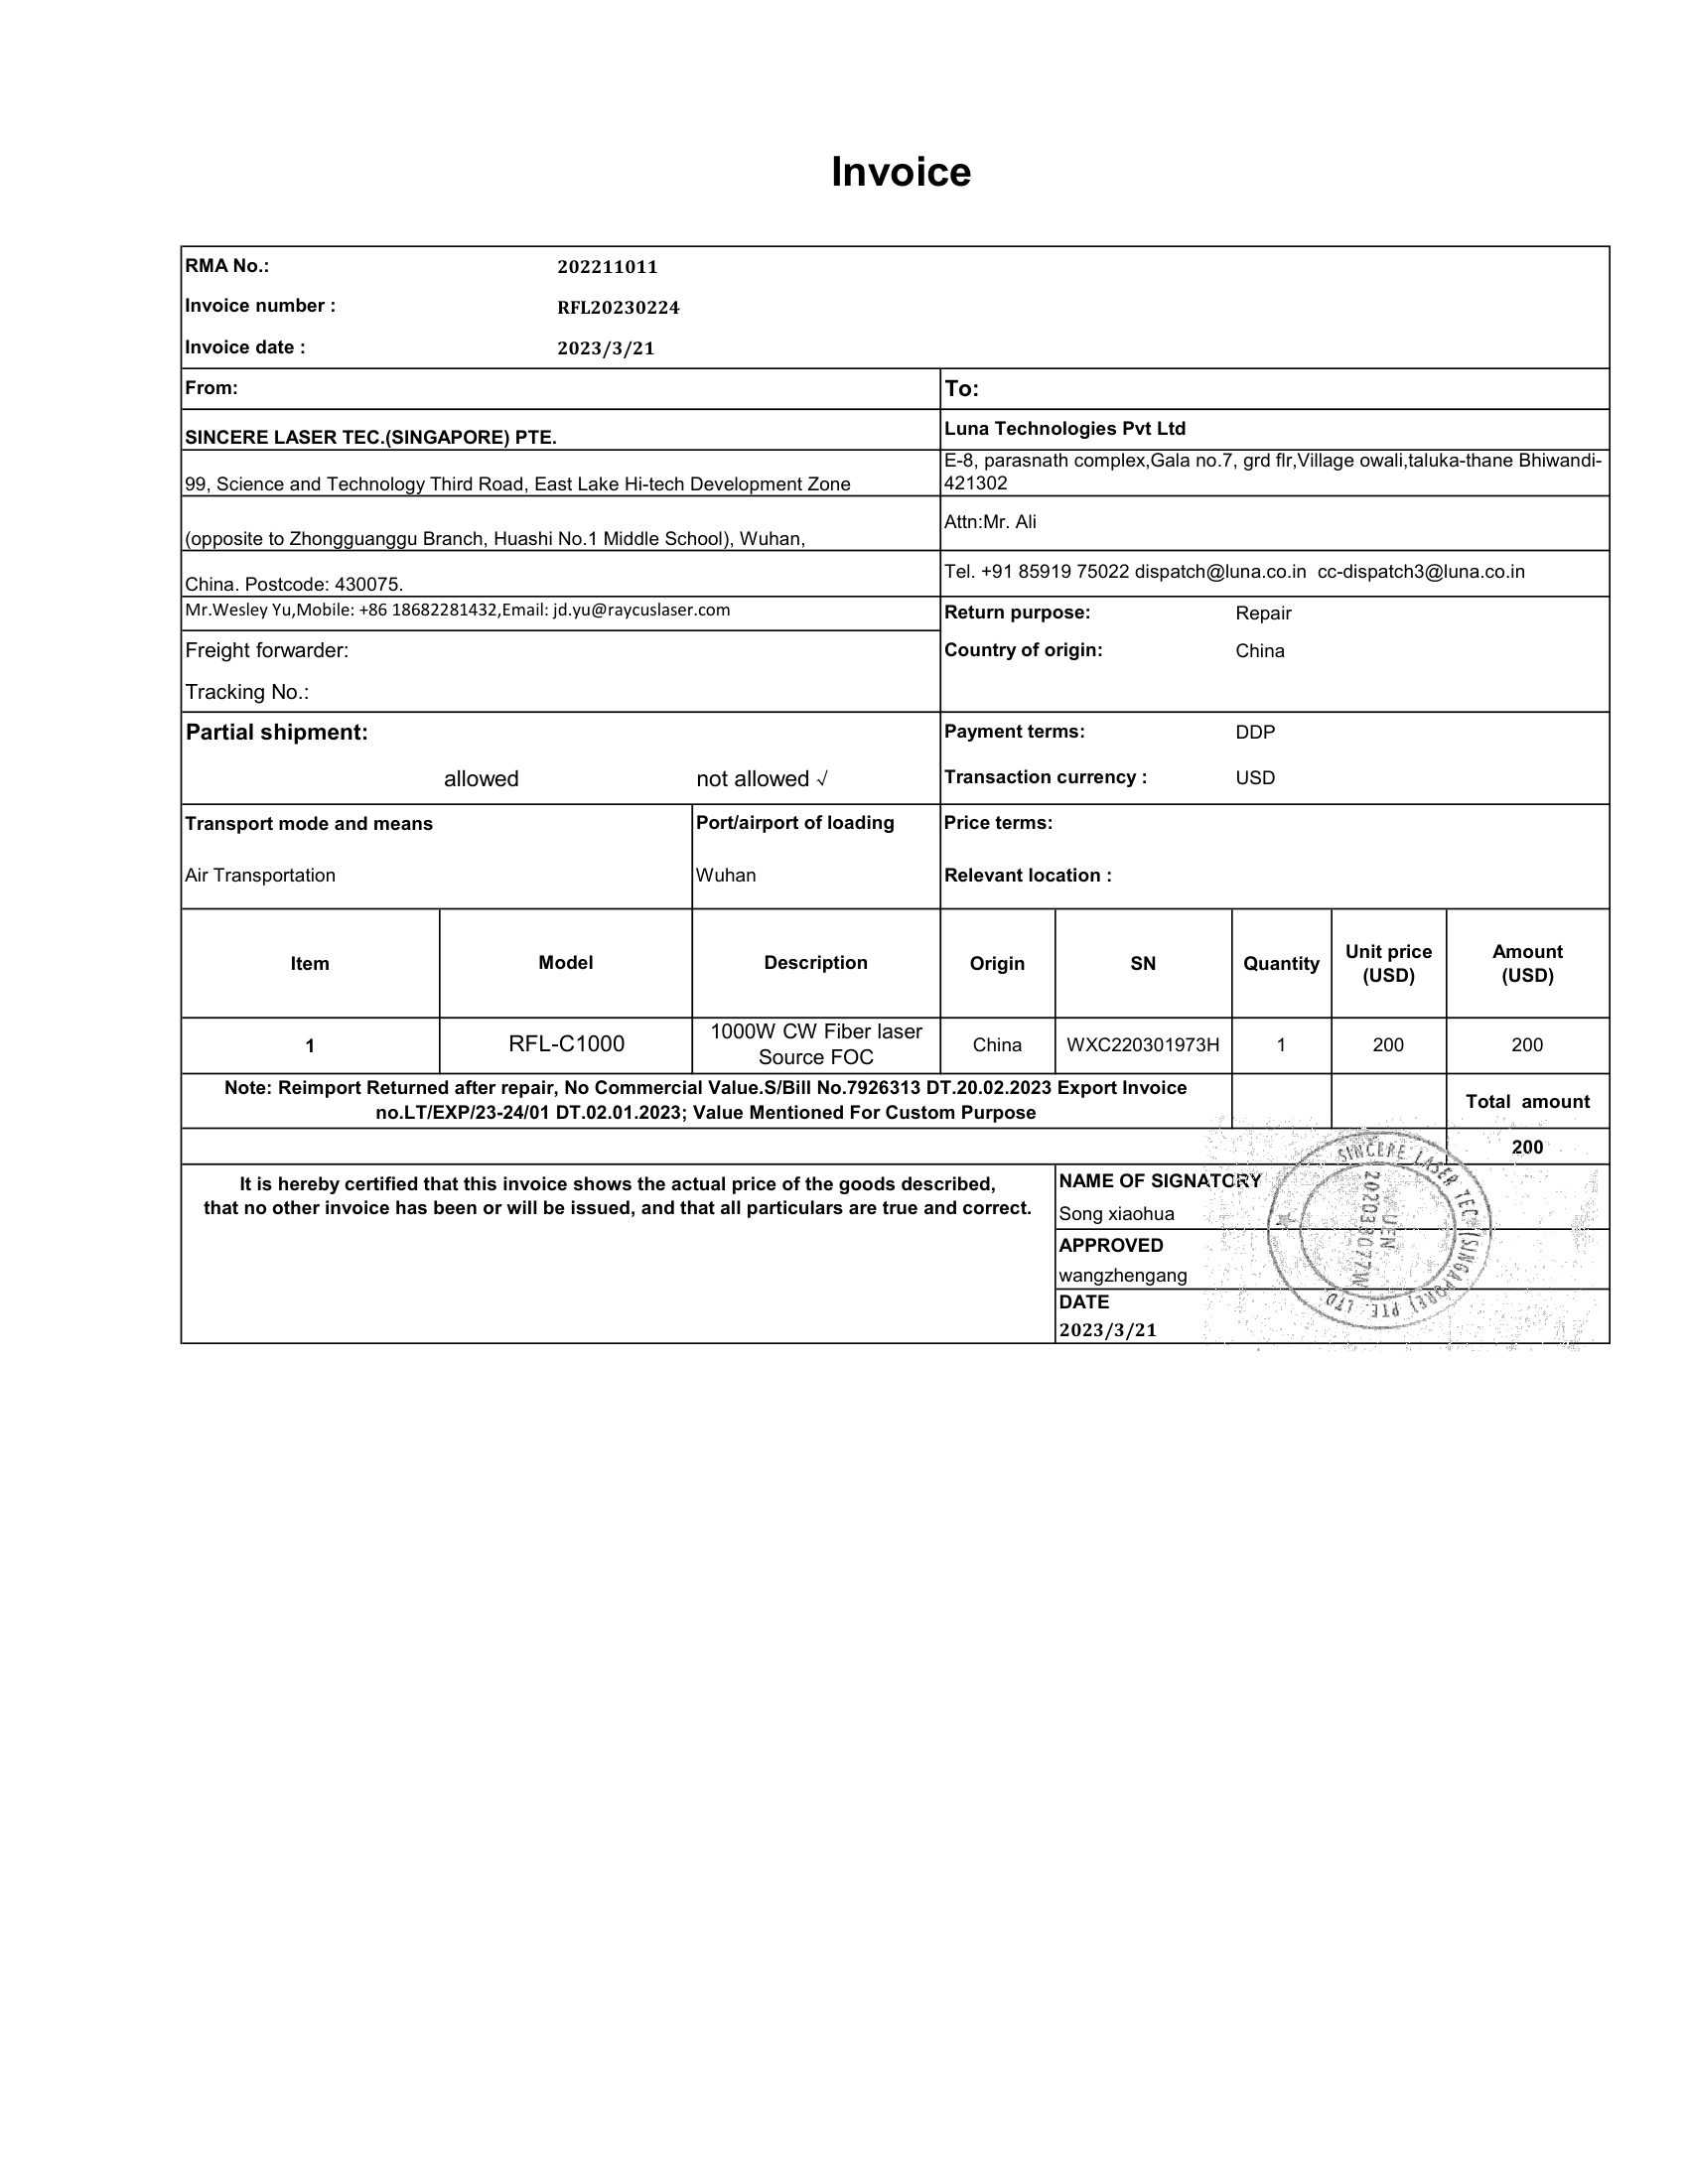 Invoice
RMA No.: 202211011
Invoice number : RFL20230224
Invoice date : 2023/3/21
From: To:
SINCERE LASER TEC.(SINGAPORE) PTE. Luna Technologies Pvt Ltd
99, Science and Technology Third Road, East Lake Hi-tech Development Zone
E-8, parasnath complex,Gala no.7, grd flr,Village owali,taluka-thane Bhiwandi-
421302
(opposite to Zhongguanggu Branch, Huashi No.1 Middle School), Wuhan,
Attn:Mr. Ali
China. Postcode: 430075.
Tel. +91 85919 75022 dispatch@luna.co.in cc-dispatch3@luna.co.in
Mr.Wesley Yu,Mobile: +86 18682281432,Email: jd.yu@raycuslaser.com
Return purpose: Repair
Freight forwarder:
Country of origin: China
Tracking No.:
Partial shipment:
Payment terms: DDP
allowed not allowed √
Transaction currency : USD
Transport mode and means Port/airport of loading Price terms:
Air Transportation Wuhan Relevant location :
Item Model Description Origin SN Quantity Unit price
(USD) Amount
(USD)
1 RFL-C1000 1000W CW Fiber laser
Source FOC China WXC220301973H 1 200 200
Note: Reimport Returned after repair, No Commercial Value.S/Bill No.7926313 DT.20.02.2023 Export Invoice
no.LT/EXP/23-24/01 DT.02.01.2023; Value Mentioned For Custom Purpose
Total amount
200
It is hereby certified that this invoice shows the actual price of the goods described,
that no other invoice has been or will be issued, and that all particulars are true and correct.
NAME OF SIGNATORY
Song xiaohua
APPROVED
wangzhengang
DATE
2023/3/21
SINCERE LASER TEC (SINGAPORE) PTE. LTD
UEN